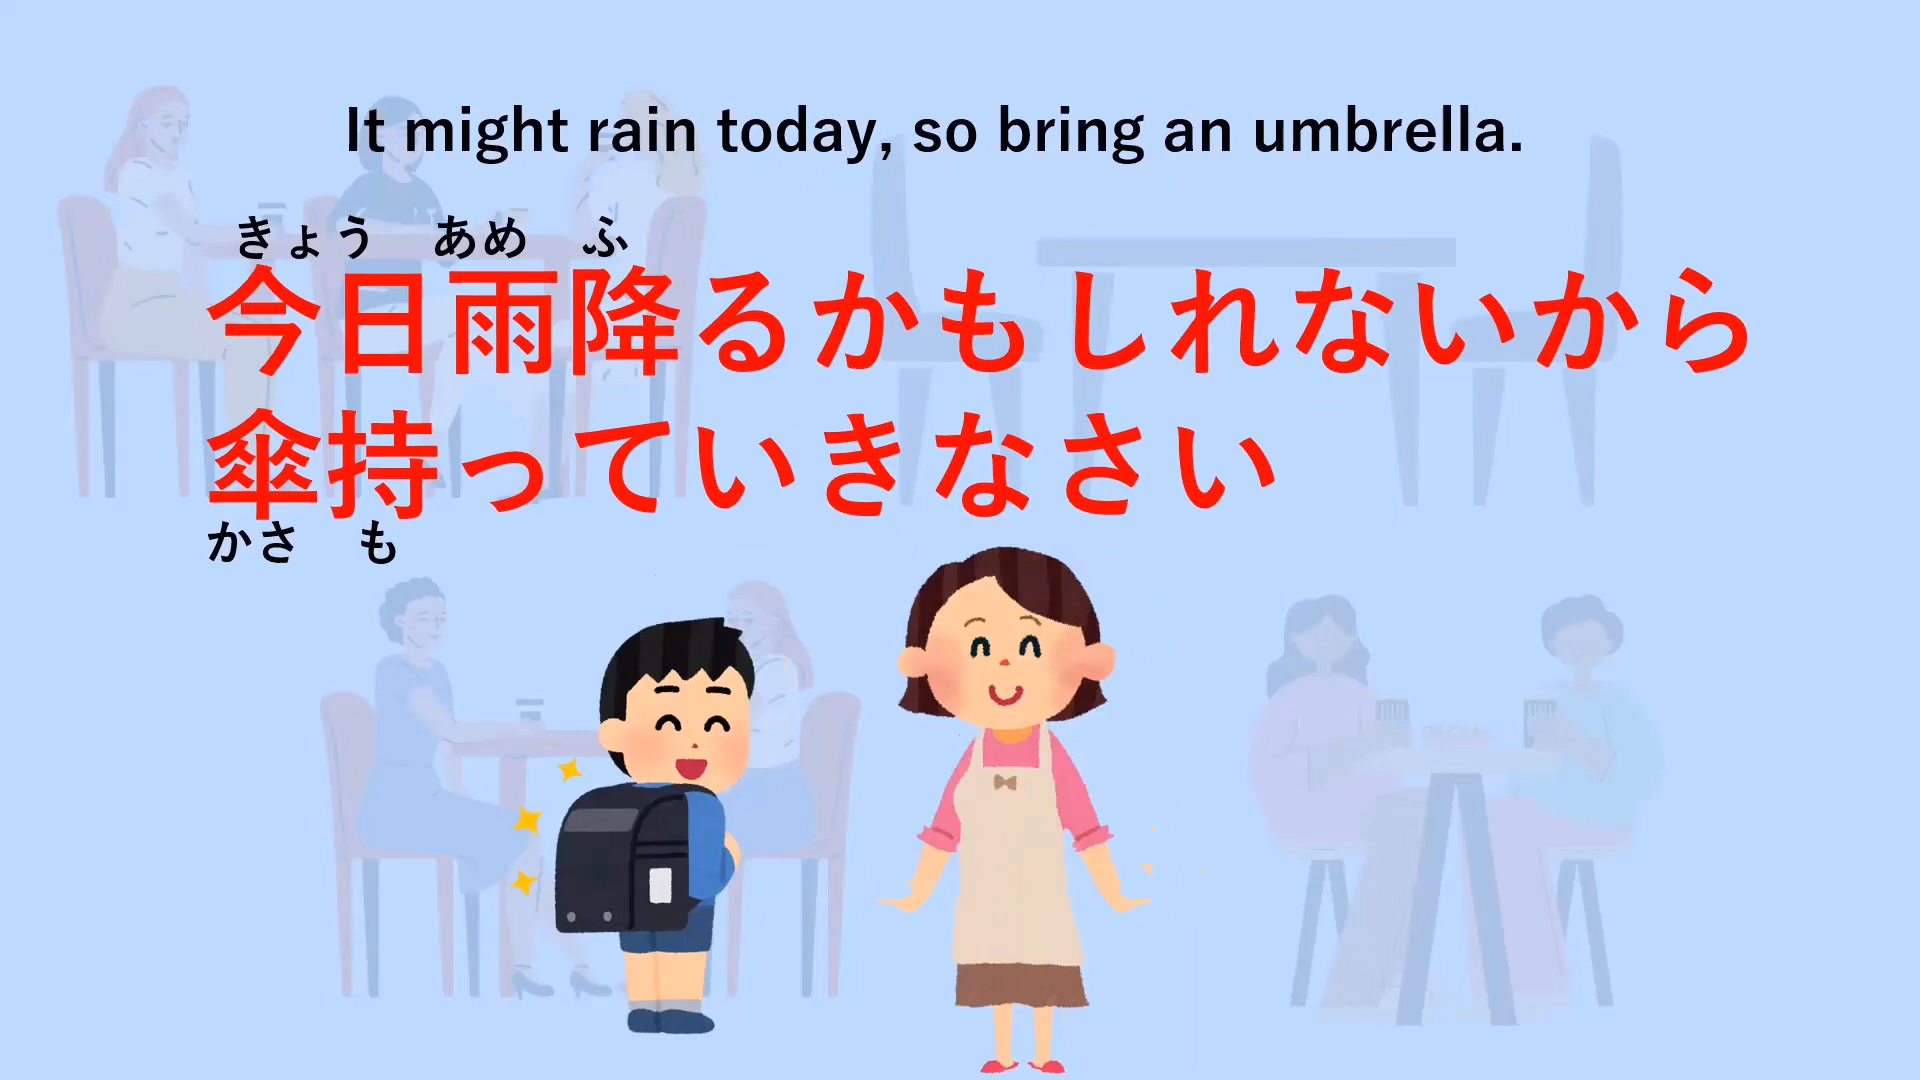 It might rain today, so bring an umbrella.
きょう あめ ふ
今日雨降るかもしれないから
傘持っていきなさい
かさ も